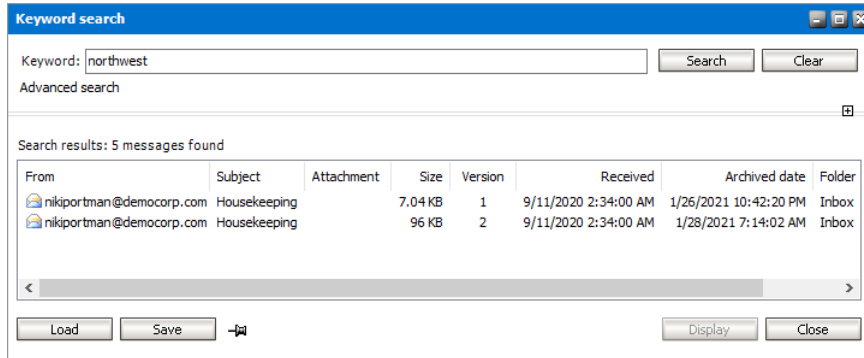 Keyword search
Keyword: northwest Search Clear
Advanced search
Search results: 5 messages found
From Subject Attachment Size Version Received Archived date Folder
nikiportman@democorp.com Housekeeping 7.04 KB 1 9/11/2020 2:34:00 AM 1/26/2021 10:42:20 PM Inbox
nikiportman@democorp.com Housekeeping 96 KB 2 9/11/2020 2:34:00 AM 1/28/2021 7:14:02 AM Inbox
Load Save Display Close